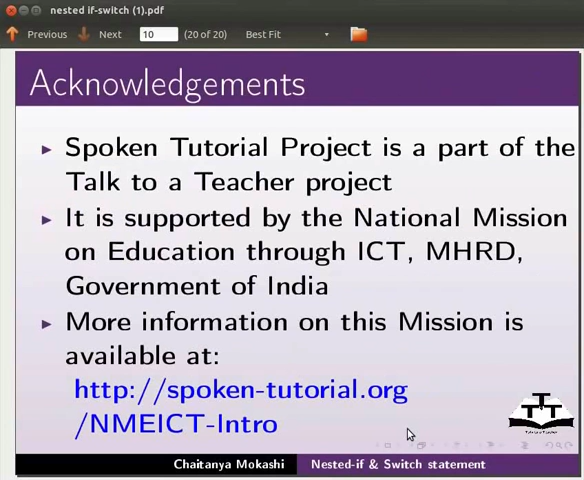 nested if-switch (1).pdf
Previous Next 10 (20 of 20) Best Fit
Acknowledgements
Spoken Tutorial Project is a part of the
Talk to a Teacher project
It is supported by the National Mission
on Education through ICT, MHRD,
Government of India
More information on this Mission is
available at:
http://spoken-tutorial.org
/NMEICT-Intro
Chaitanya Mokashi Nested-if & Switch statement